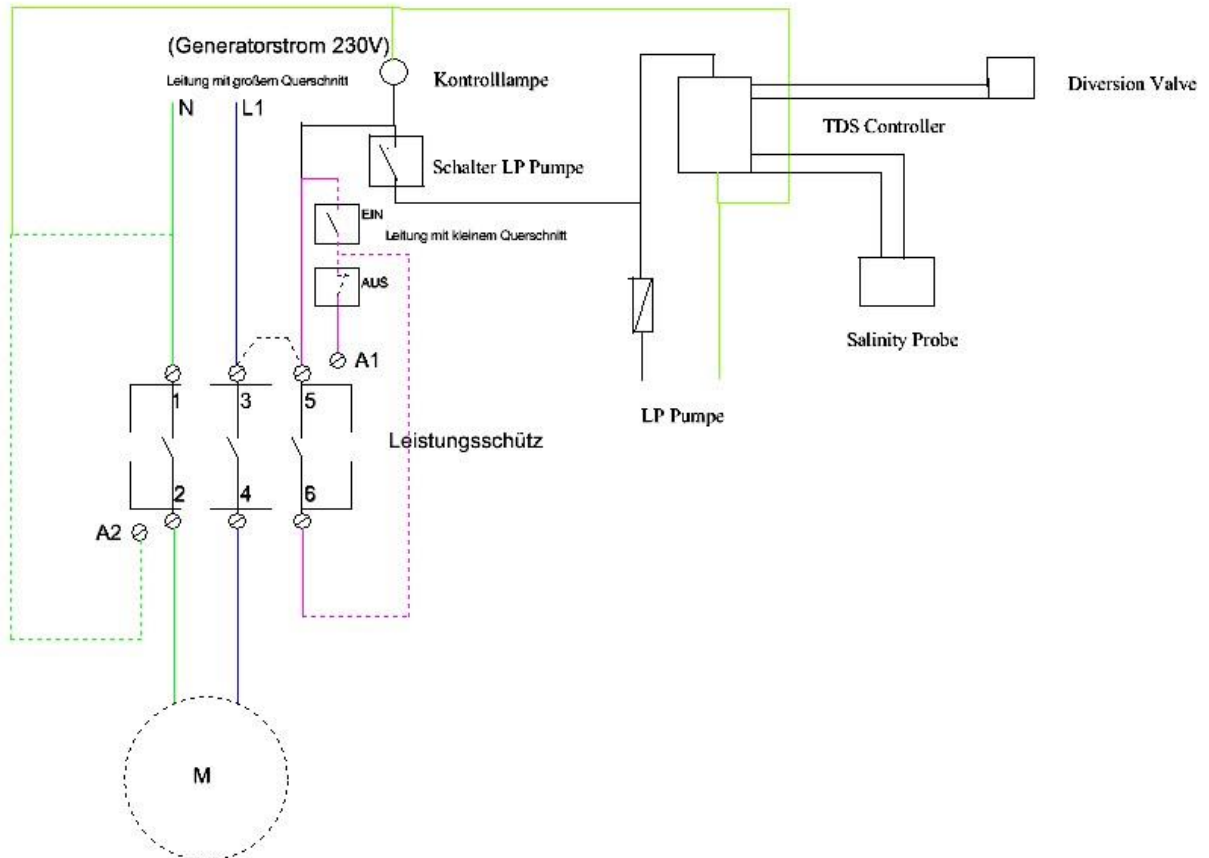 (Generatorstrom 230V)
Leitung mit großem Querschnitt
N
L1
Kontrolllampe
Diversion Valve
TDS Controller
Schalter LP Pumpe
EIN
Leitung mit kleinem Querschnitt
AUS
A1
Salinity Probe
LP Pumpe
1
3
5
Leistungsschütz
2
4
6
A2
M